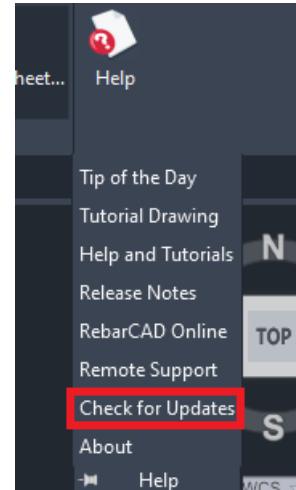 heet...
Help
Tip of the Day
Tutorial Drawing
Help and Tutorials
N
Release Notes
RebarCAD Online
TOP
Remote Support
Check for Updates
S
About
Help
WCS